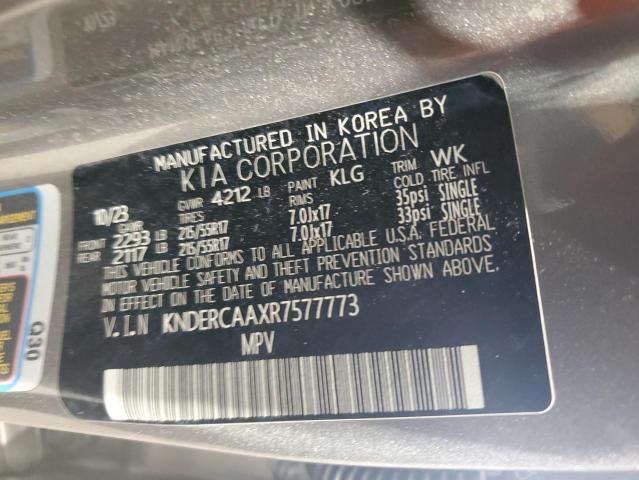 MANUFACTURED IN KOREA BY
KIA CORPORATION
10/23 GVWR 4212 LB PAINT KLG TRIM WK
GAWR TIRES RIMS COLD TIRE INFL
FRONT 2293 LB 215/55R17 7.0Jx17 35psi SINGLE
REAR 2117 LB 215/55R17 7.0Jx17 33psi SINGLE
THIS VEHICLE CONFORMS TO ALL APPLICABLE U.S.A. FEDERAL
MOTOR VEHICLE SAFETY AND THEFT PREVENTION STANDARDS
IN EFFECT ON THE DATE OF MANUFACTURE SHOWN ABOVE.
V.I.N KNDERCAAXR7577773
MPV
Q30